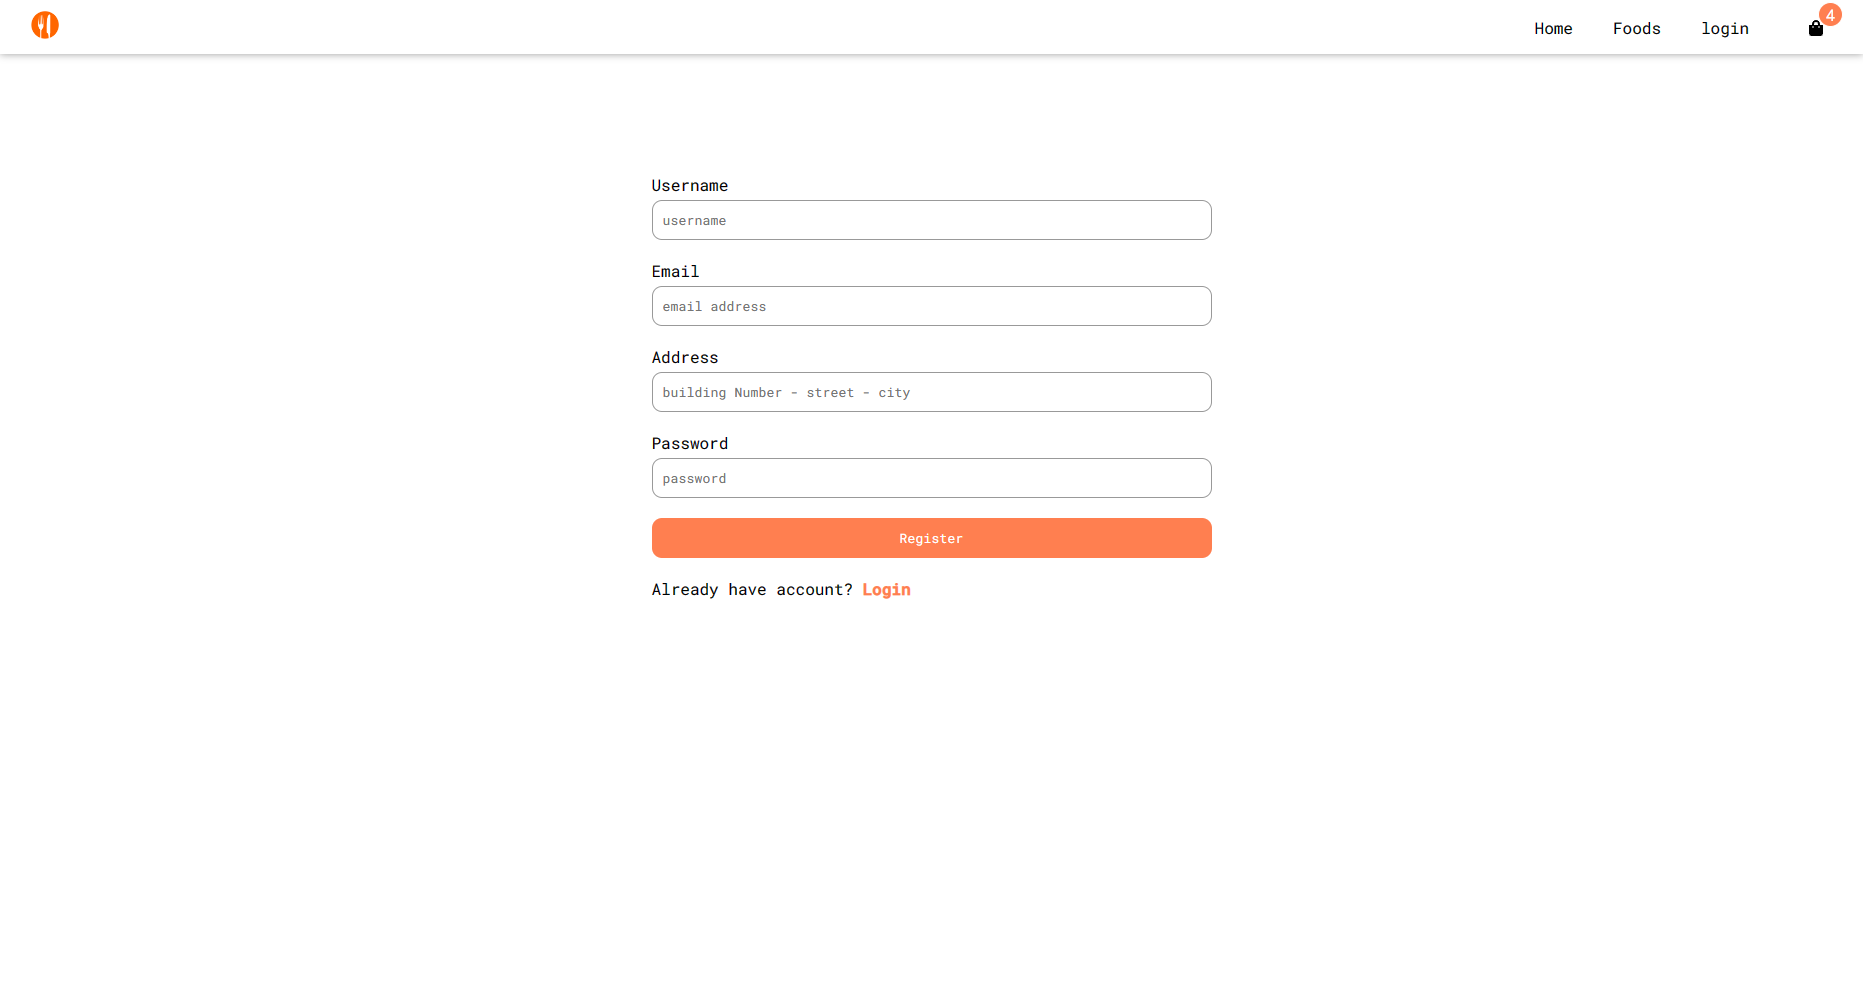 Home Foods login 4
Username
username
Email
email address
Address
building Number - street - city
Password
password
Register
Already have account? Login